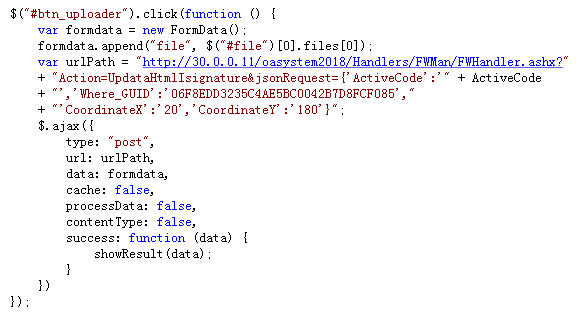 $("#btn_uploader").click(function () {
    var formdata = new FormData();
    formdata.append("file", $("#file")[0].files[0]);
    var urlPath = "http://30.0.0.11/oasystem2018/Handlers/FWMan/FWHandler.ashx?"
    + "Action=UpdataHtmlIsignature&jsonRequest={'ActiveCode':'" + ActiveCode
    + "','Where_GUID':'06F8EDD3235C4AE5BC0042B7D8FCF085',"
    + "'CoordinateX':'20','CoordinateY':'180'}";
    $.ajax({
        type: "post",
        url: urlPath,
        data: formdata,
        cache: false,
        processData: false,
        contentType: false,
        success: function (data) {
            showResult(data);
        }
    })
});